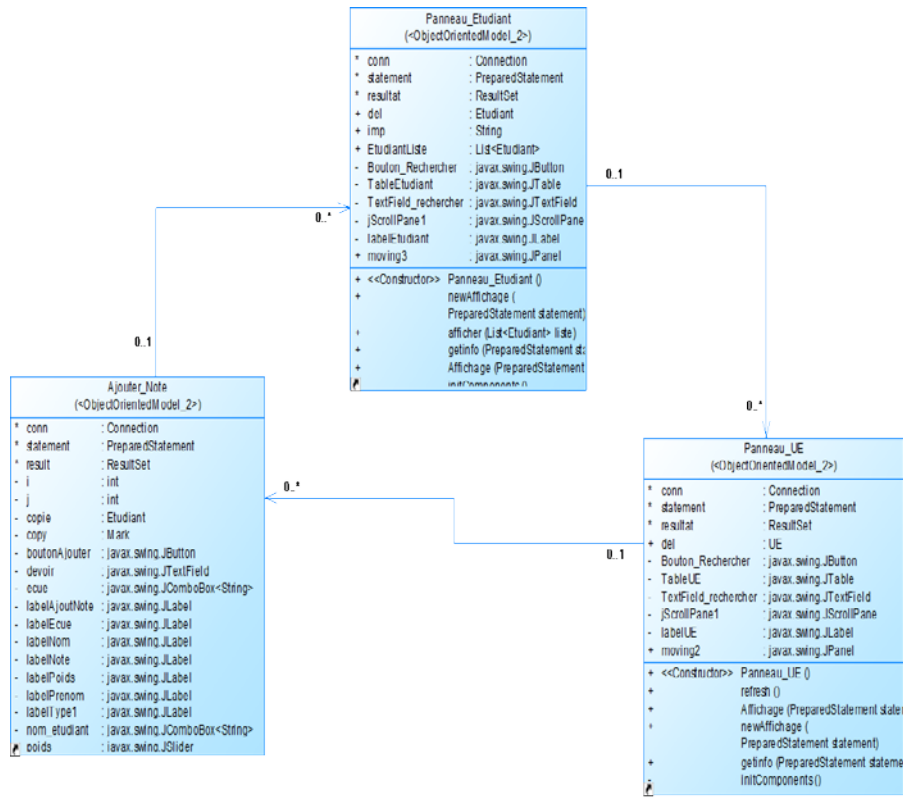 Panneau_Etudiant
(<ObjectOrientedModel_2>)
* conn : Connection
* statement : PreparedStatement
* resultat : ResultSet
+ del : Etudiant
+ imp : String
+ EtudiantListe : List<Etudiant>
- Bouton_Rechercher : javax.swing.JButton
- TableEtudiant : javax.swing.JTable
- TextField_rechercher : javax.swing.JTextField
- jScrollPane1 : javax.swing.JScrollPane
- labelEtudiant : javax.swing.JLabel
+ moving3 : javax.swing.JPanel
+ <<Constructor>> Panneau_Etudiant ()
+ newAffichage (
PreparedStatement statement)
+ afficher (List<Etudiant> liste)
+ getinfo (PreparedStatement sta
+ Affichage (PreparedStatement
initComponents ()
0..1
0..*
0..*
0..1
Ajouter_Note
(<ObjectOrientedModel_2>)
* conn : Connection
* statement : PreparedStatement
* result : ResultSet
- i : int
- j : int
- copie : Etudiant
- copy : Mark
- boutonAjouter : javax.swing.JButton
- devoir : javax.swing.JTextField
- ecue : javax.swing.JComboBox<String>
- labelAjoutNote : javax.swing.JLabel
- labelEcue : javax.swing.JLabel
- labelNom : javax.swing.JLabel
- labelNote : javax.swing.JLabel
- labelPoids : javax.swing.JLabel
- labelPrenom : javax.swing.JLabel
- labelType1 : javax.swing.JLabel
- nom_etudiant : javax.swing.JComboBox<String>
poids : javax.swing.JSlider
0..*
0..1
Panneau_UE
(<ObjectOrientedModel_2>)
* conn : Connection
* statement : PreparedStatement
* resultat : ResultSet
+ del : UE
- Bouton_Rechercher : javax.swing.JButton
- TableUE : javax.swing.JTable
- TextField_rechercher : javax.swing.JTextField
- jScrollPane1 : javax.swing.JScrollPane
- labelUE : javax.swing.JLabel
+ moving2 : javax.swing.JPanel
+ <<Constructor>> Panneau_UE ()
+ refresh ()
+ Affichage (PreparedStatement stater
+ newAffichage (
PreparedStatement statement)
+ getinfo (PreparedStatement stateme
- initComponents ()